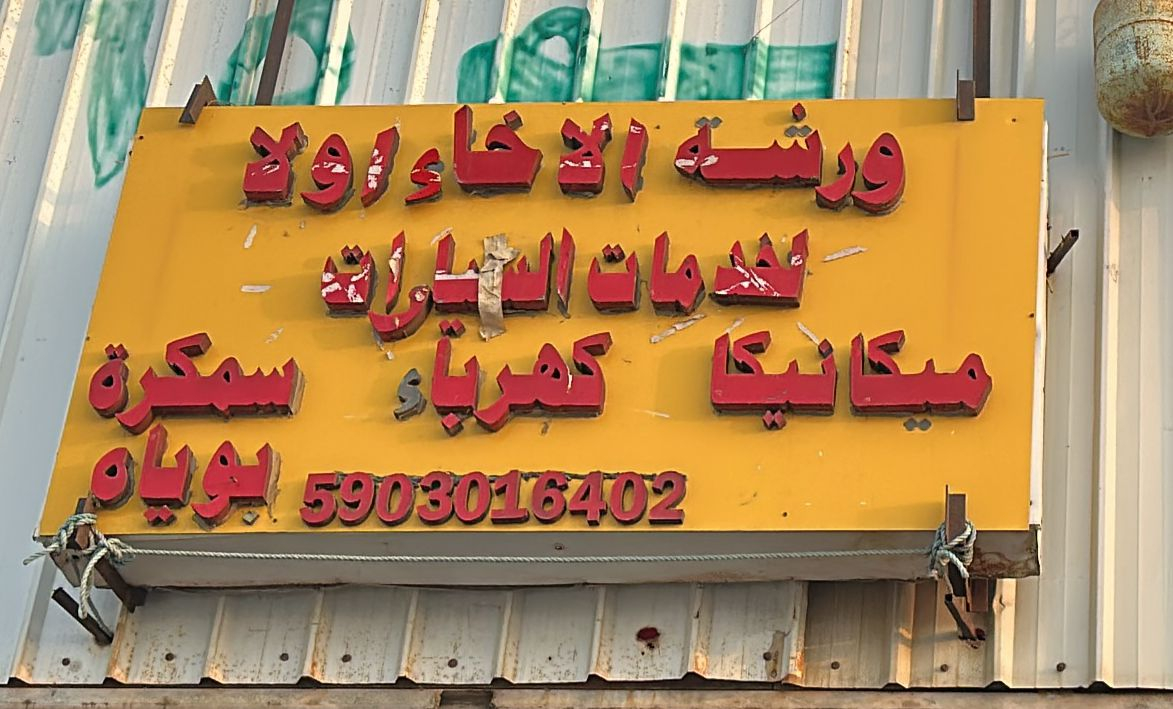 ورشة الاخاء اولا
لخدمات السيارات
ميكانيكا كهرباء سمكرة
بوياه 5903016402